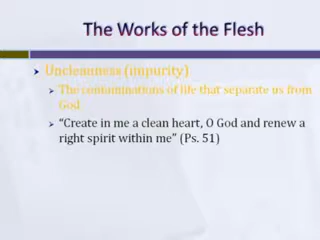 The Works of the Flesh
Uncleanness (impurity)
The contaminations of life that separate us from
God
“Create in me a clean heart, O God and renew a
right spirit within me” (Ps. 51)